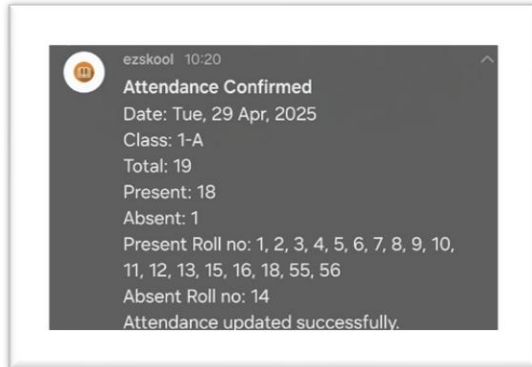 ezskool 10:20
Attendance Confirmed
Date: Tue, 29 Apr, 2025
Class: 1-A
Total: 19
Present: 18
Absent: 1
Present Roll no: 1, 2, 3, 4, 5, 6, 7, 8, 9, 10,
11, 12, 13, 15, 16, 18, 55, 56
Absent Roll no: 14
Attendance updated successfully.